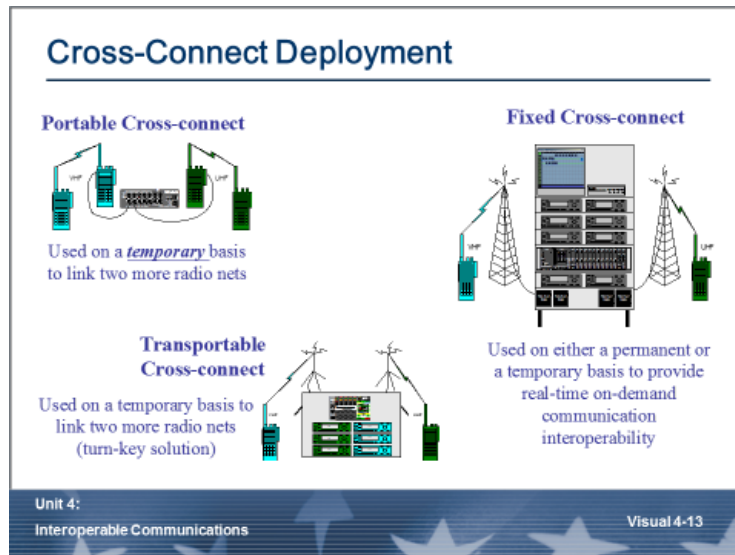 Cross-Connect Deployment
Portable Cross-connect
VHF
UHF
Used on a temporary basis
to link two more radio nets
Fixed Cross-connect
VHF
UHF
Used on either a permanent or
a temporary basis to provide
real-time on-demand
communication
interoperability
Transportable
Cross-connect
Used on a temporary basis to
link two more radio nets
(turn-key solution)
Unit 4:
Interoperable Communications
Visual 4-13